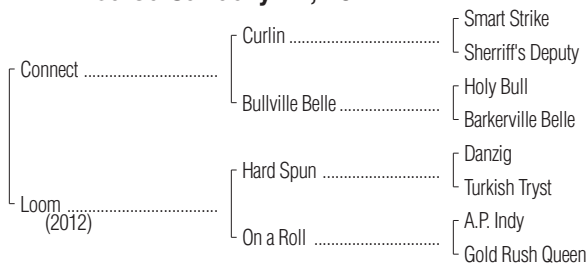 Smart Strike
Curlin
Sherriff's Deputy
Connect
Holy Bull
Bullville Belle
Barkerville Belle
Danzig
Hard Spun
Turkish Tryst
Loom
(2012)
A.P. Indy
On a Roll
Gold Rush Queen